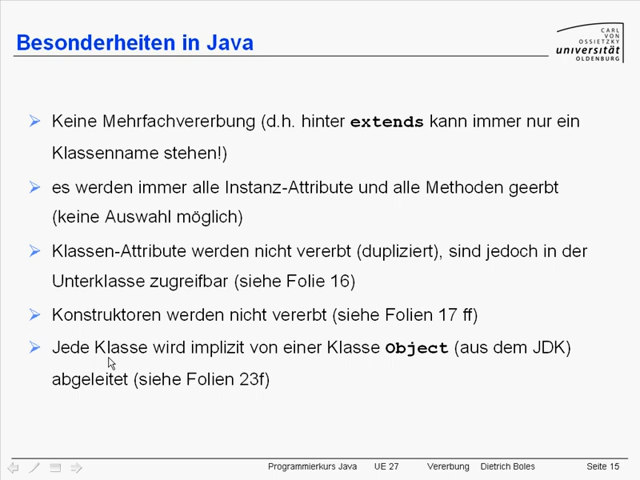 Besonderheiten in Java
CARL
VON
OSSIETZKY
universität
OLDENBURG
Keine Mehrfachvererbung (d.h. hinter extends kann immer nur ein
Klassenname stehen!)
es werden immer alle Instanz-Attribute und alle Methoden geerbt
(keine Auswahl möglich)
Klassen-Attribute werden nicht vererbt (dupliziert), sind jedoch in der
Unterklasse zugreifbar (siehe Folie 16)
Konstruktoren werden nicht vererbt (siehe Folien 17 ff)
Jede Klasse wird implizit von einer Klasse Object (aus dem JDK)
abgeleitet (siehe Folien 23f)
Programmierkurs Java UE 27 Vererbung Dietrich Boles Seite 15